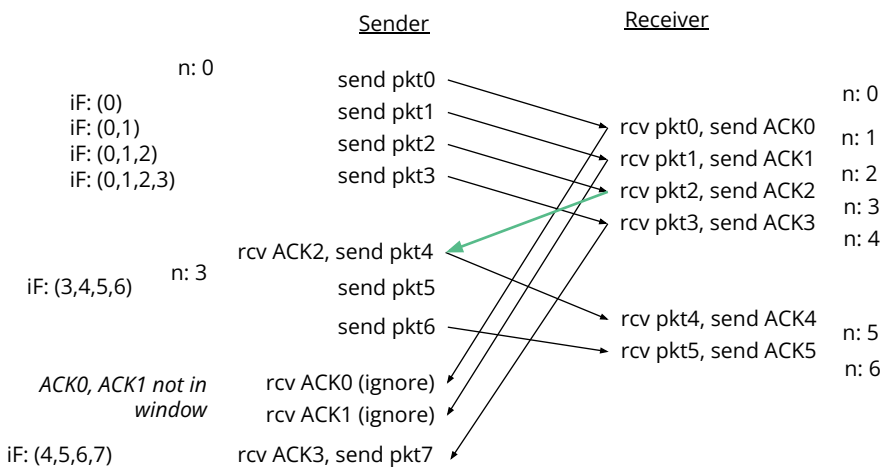 Sender
Receiver
n: 0
send pkt0
n: 0
iF: (0)
send pkt1
rcv pkt0, send ACK0
iF: (0,1)
n: 1
send pkt2
iF: (0,1,2)
rcv pkt1, send ACK1
n: 2
send pkt3
iF: (0,1,2,3)
rcv pkt2, send ACK2
n: 3
rcv pkt3, send ACK3
n: 4
rcv ACK2, send pkt4
n: 3
iF: (3,4,5,6)
send pkt5
send pkt6
rcv pkt4, send ACK4
n: 5
rcv pkt5, send ACK5
n: 6
ACK0, ACK1 not in
window
rcv ACK0 (ignore)
rcv ACK1 (ignore)
iF: (4,5,6,7)
rcv ACK3, send pkt7